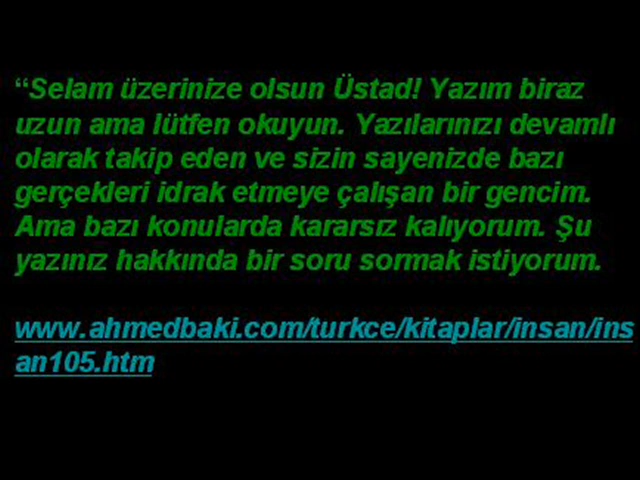 “Selam üzerinize olsun Üstad! Yazım biraz
uzun ama lütfen okuyun. Yazılarınızı devamlı
olarak takip eden ve sizin sayenizde bazı
gerçekleri idrak etmeye çalışan bir gencim.
Ama bazı konularda kararsız kalıyorum. Şu
yazınız hakkında bir soru sormak istiyorum.
www.ahmedbaki.com/turkce/kitaplar/insan/ins
an105.htm